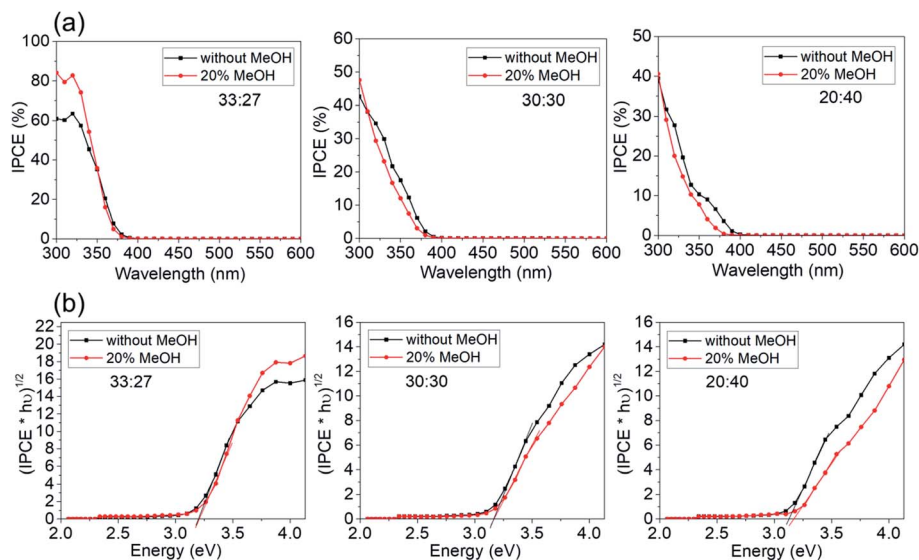 (a)
100
80
60
40
20
0
IPCE (%)
without MeOH
20% MeOH
33:27
300 350 400 450 500 550 600
Wavelength (nm)
60
50
40
30
20
10
0
IPCE (%)
without MeOH
20% MeOH
30:30
300 350 400 450 500 550 600
Wavelength (nm)
50
40
30
20
10
0
IPCE (%)
without MeOH
20% MeOH
20:40
300 350 400 450 500 550 600
Wavelength (nm)
(b)
22
20
18
16
14
12
10
8
6
4
2
0
(IPCE * hυ)^1/2
without MeOH
20% MeOH
33:27
2.0 2.5 3.0 3.5 4.0
Energy (eV)
16
14
12
10
8
6
4
2
0
(IPCE * hυ)^1/2
without MeOH
20% MeOH
30:30
2.0 2.5 3.0 3.5 4.0
Energy (eV)
16
14
12
10
8
6
4
2
0
(IPCE * hυ)^1/2
without MeOH
20% MeOH
20:40
2.0 2.5 3.0 3.5 4.0
Energy (eV)